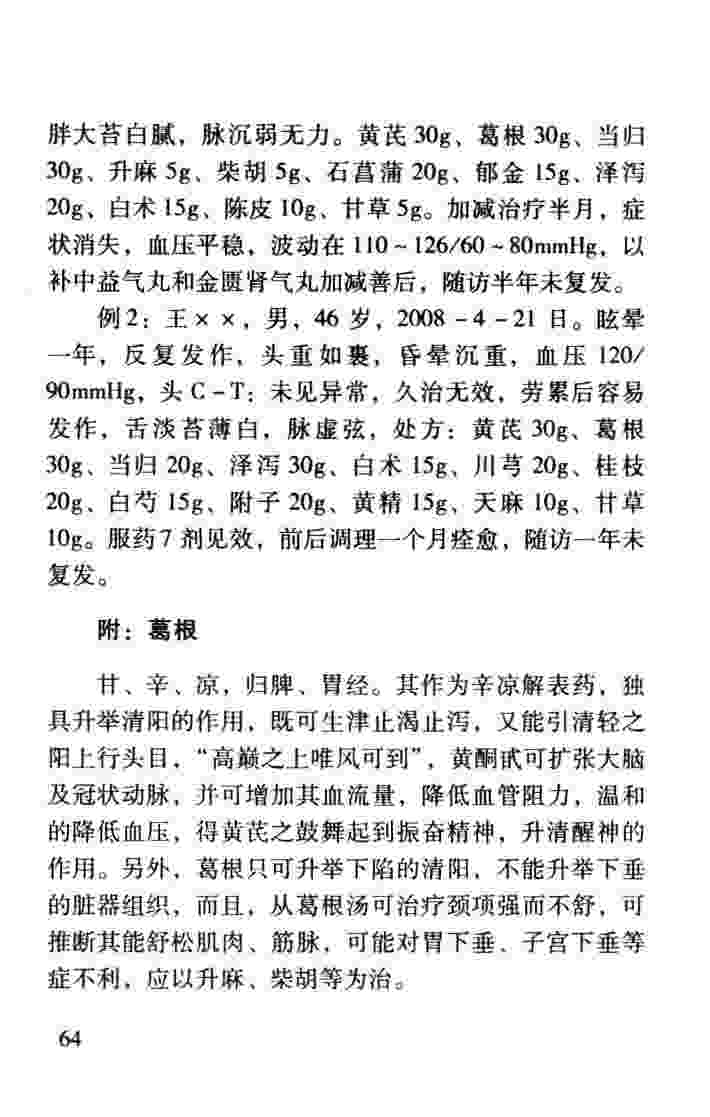 胖大苔白腻，脉沉弱无力。黄芪 30g、葛根 30g、当归
30g、升麻 5g、柴胡 5g、石菖蒲 20g、郁金 15g、泽泻
20g、白术 15g、陈皮 10g、甘草 5g。加减治疗半月，症
状消失，血压平稳，波动在 110 ~ 126/60 ~ 80mmHg，以
补中益气丸和金匮肾气丸加减善后，随访半年未复发。
例 2：王 × ×，男，46 岁，2008 - 4 - 21 日。眩晕
一年，反复发作，头重如裹，昏晕沉重，血压 120/
90mmHg，头 C - T：未见异常，久治无效，劳累后容易
发作，舌淡苔薄白，脉虚弦，处方：黄芪 30g、葛根
30g、当归 20g、泽泻 30g、白术 15g、川芎 20g、桂枝
20g、白芍 15g、附子 20g、黄精 15g、天麻 10g、甘草
10g。服药 7 剂见效，前后调理一个月痊愈，随访一年未
复发。
附：葛根
甘、辛、凉，归脾、胃经。其作为辛凉解表药，独
具升举清阳的作用，既可生津止渴止泻，又能引清轻之
阳上行头目，“高巅之上唯风可到”，黄酮甙可扩张大脑
及冠状动脉，并可增加其血流量，降低血管阻力，温和
的降低血压，得黄芪之鼓舞起到振奋精神，升清醒神的
作用。另外，葛根只可升举下陷的清阳，不能升举下垂
的脏器组织，而且，从葛根汤可治疗颈项强而不舒，可
推断其能舒松肌肉、筋脉，可能对胃下垂、子宫下垂等
症不利，应以升麻、柴胡等为治。
64